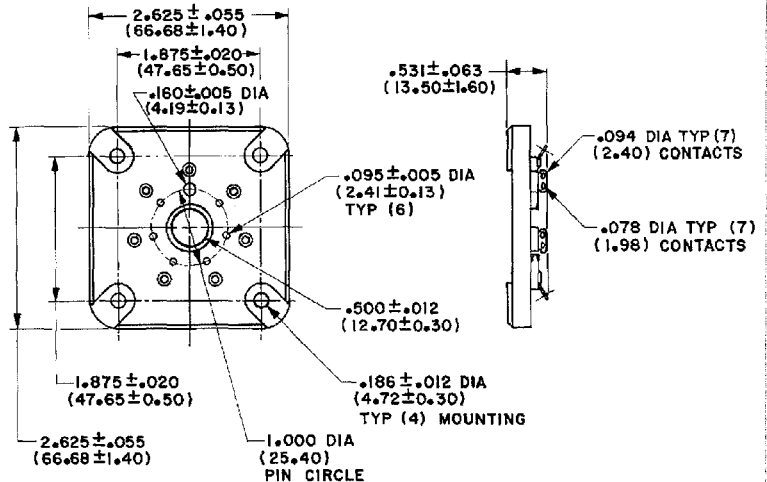 2.625±.055
(66.68±1.40)
1.875±.020
(47.65±0.50)
.160±.005 DIA
(4.19±0.13)
.531±.063
(13.50±1.60)
.094 DIA TYP (7)
(2.40) CONTACTS
.095±.005 DIA
(2.41±0.13)
TYP (6)
.078 DIA TYP (7)
(1.98) CONTACTS
.500±.012
(12.70±0.30)
1.875±.020
(47.65±0.50)
.186±.012 DIA
(4.72±0.30)
TYP (4) MOUNTING
2.625±.055
(66.68±1.40)
1.000 DIA
(25.40)
PIN CIRCLE